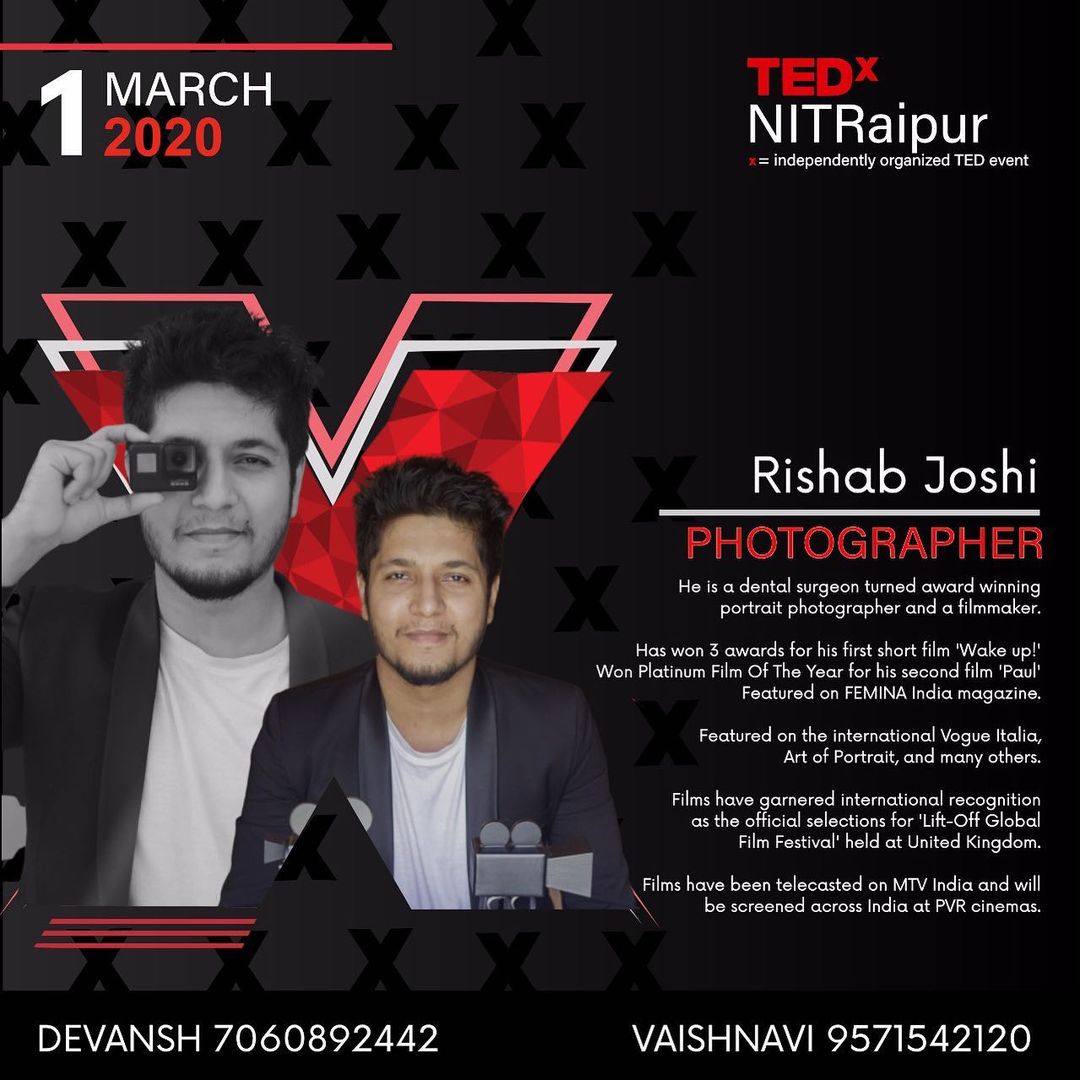 1 MARCH
2020
TEDx
NITRaipur
x = independently organized TED event
Rishab Joshi
PHOTOGRAPHER
He is a dental surgeon turned award winning
portrait photographer and a filmmaker.
Has won 3 awards for his first short film 'Wake up!'
Won Platinum Film Of The Year for his second film 'Paul'
Featured on FEMINA India magazine.
Featured on the international Vogue Italia,
Art of Portrait, and many others.
Films have garnered international recognition
as the official selections for 'Lift-Off Global
Film Festival' held at United Kingdom.
Films have been telecasted on MTV India and will
be screened across India at PVR cinemas.
DEVANSH 7060892442
VAISHNAVI 9571542120